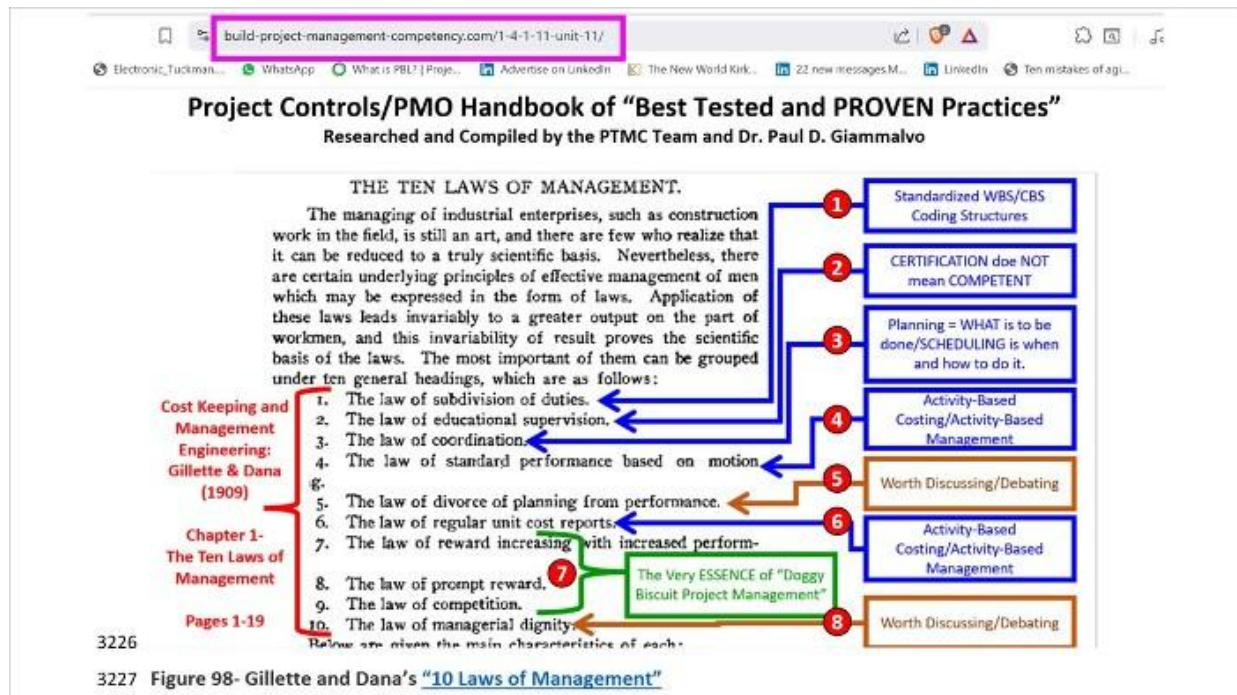 build-project-management-competency.com/1-4-1-11-unit-11/
Electronic_Tuckman...
WhatsApp
What is PBL? | Proje...
Advertise on LinkedIn
The New World Kirk...
22 new messages M...
LinkedIn
Ten mistakes of agi...
Project Controls/PMO Handbook of “Best Tested and PROVEN Practices”
Researched and Compiled by the PTMC Team and Dr. Paul D. Giammalvo
THE TEN LAWS OF MANAGEMENT.
The managing of industrial enterprises, such as construction
work in the field, is still an art, and there are few who realize that
it can be reduced to a truly scientific basis. Nevertheless, there
are certain underlying principles of effective management of men
which may be expressed in the form of laws. Application of
these laws leads invariably to a greater output on the part of
workmen, and this invariability of result proves the scientific
basis of the laws. The most important of them can be grouped
under ten general headings, which are as follows:
1. The law of subdivision of duties.
2. The law of educational supervision.
3. The law of coordination.
4. The law of standard performance based on motion
g.
5. The law of divorce of planning from performance.
6. The law of regular unit cost reports.
7. The law of reward increasing with increased perform-
8. The law of prompt reward.
9. The law of competition.
10. The law of managerial dignity.
Below are given the main characteristics of each:
Cost Keeping and
Management
Engineering:
Gillette & Dana
(1909)
Chapter 1-
The Ten Laws of
Management
Pages 1-19
1
Standardized WBS/CBS
Coding Structures
2
CERTIFICATION doe NOT
mean COMPETENT
3
Planning = WHAT is to be
done/SCHEDULING is when
and how to do it.
4
Activity-Based
Costing/Activity-Based
Management
5
Worth Discussing/Debating
6
Activity-Based
Costing/Activity-Based
Management
7
The Very ESSENCE of “Doggy
Biscuit Project Management”
8
Worth Discussing/Debating
3226
3227 Figure 98- Gillette and Dana’s “10 Laws of Management”